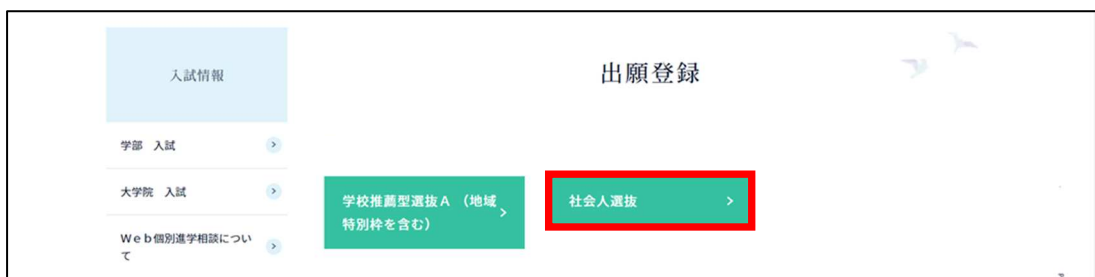 入試情報
出願登録
学部　入試
大学院　入試
Ｗｅｂ個別進学相談につい
て
学校推薦型選抜Ａ　（地域
特別枠を含む）
社会人選抜